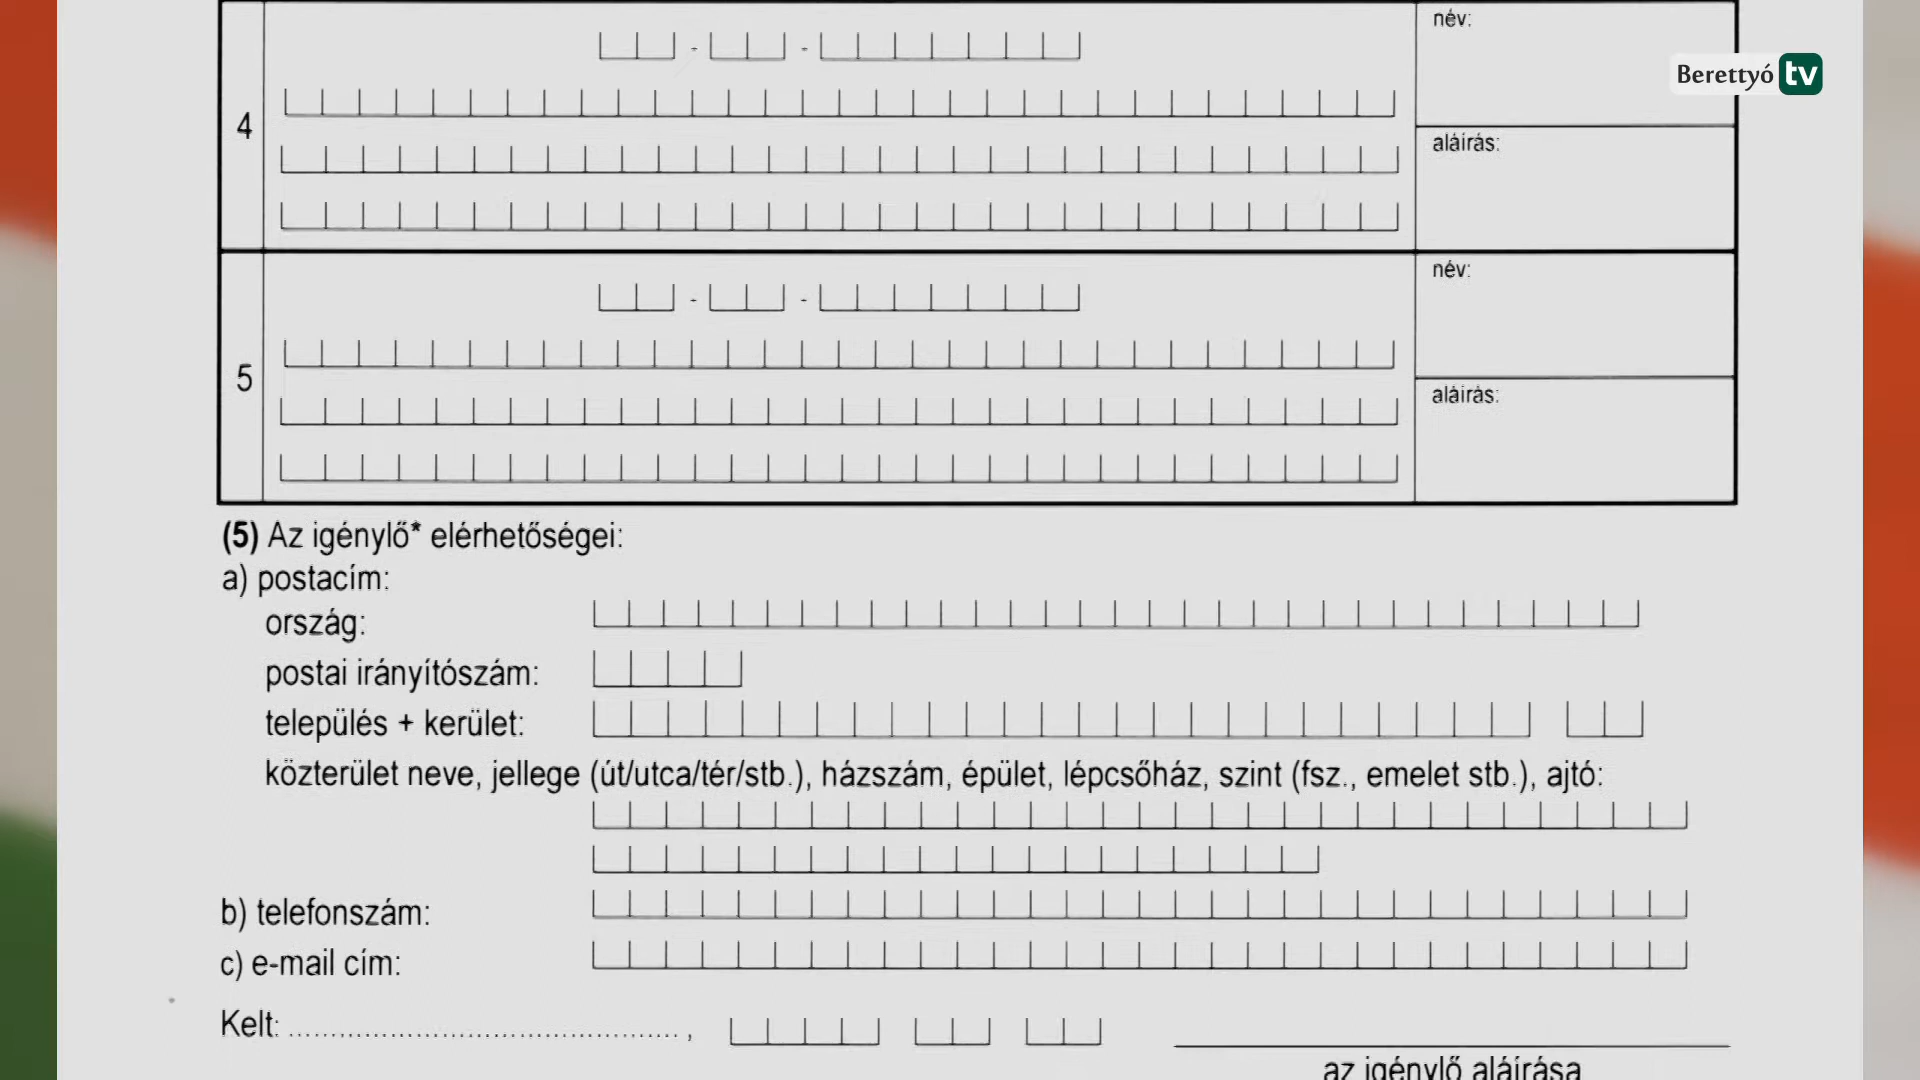 név:
Berettyó tv
4
aláírás:
név:
5
aláírás:
(5) Az igénylő* elérhetőségei:
a) postacím:
ország:
postai irányítószám:
település + kerület:
közterület neve, jellege (út/utca/tér/stb.), házszám, épület, lépcsőház, szint (fsz., emelet stb.), ajtó:
b) telefonszám:
c) e-mail cím:
Kelt: ............................................. ,
az igénylő aláírása